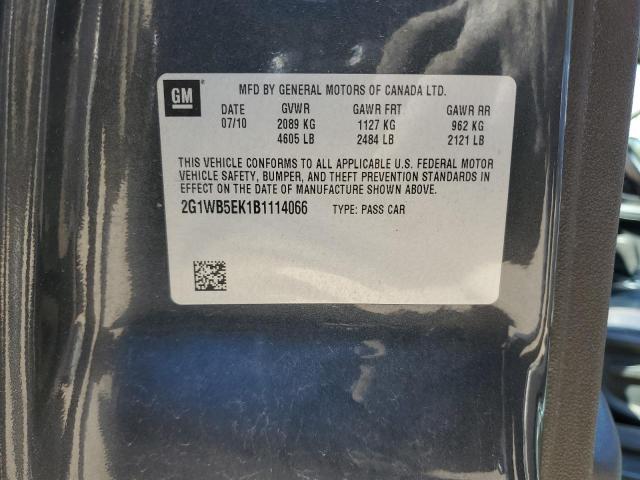 GM
MFD BY GENERAL MOTORS OF CANADA LTD.
DATE GVWR GAWR FRT GAWR RR
07/10 2089 KG 1127 KG 962 KG
4605 LB 2484 LB 2121 LB
THIS VEHICLE CONFORMS TO ALL APPLICABLE U.S. FEDERAL MOTOR
VEHICLE SAFETY, BUMPER, AND THEFT PREVENTION STANDARDS IN
EFFECT ON THE DATE OF MANUFACTURE SHOWN ABOVE.
2G1WB5EK1B1114066 TYPE: PASS CAR